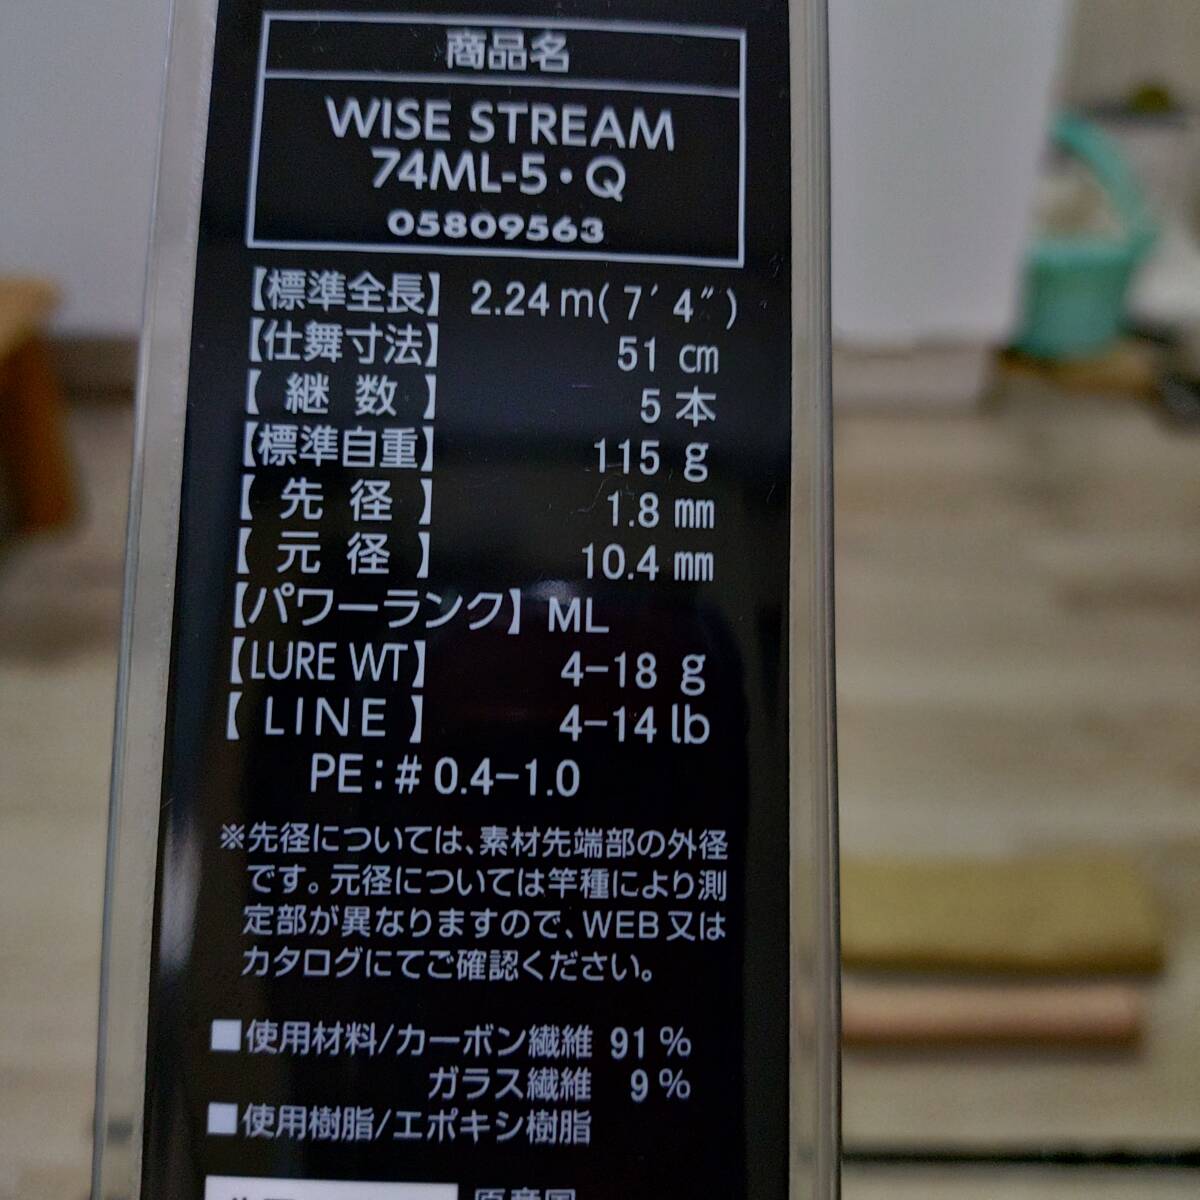 商品名
WISE STREAM
74ML-5・Q
05809563
【標準全長】 2.24m(7′4″)
【仕舞寸法】 51 cm
【継数】 5本
【標準自重】 115 g
【先径】 1.8 mm
【元径】 10.4 mm
【パワーランク】 ML
【LURE WT】 4-18 g
【LINE】 4-14 lb
PE:#0.4-1.0
※先径については、素材先端部の外径
です。元径については竿種により測
定部が異なりますので、WEB又は
カタログにてご確認ください。
■使用材料/カーボン繊維 91%
ガラス繊維 9%
■使用樹脂/エポキシ樹脂
原産国